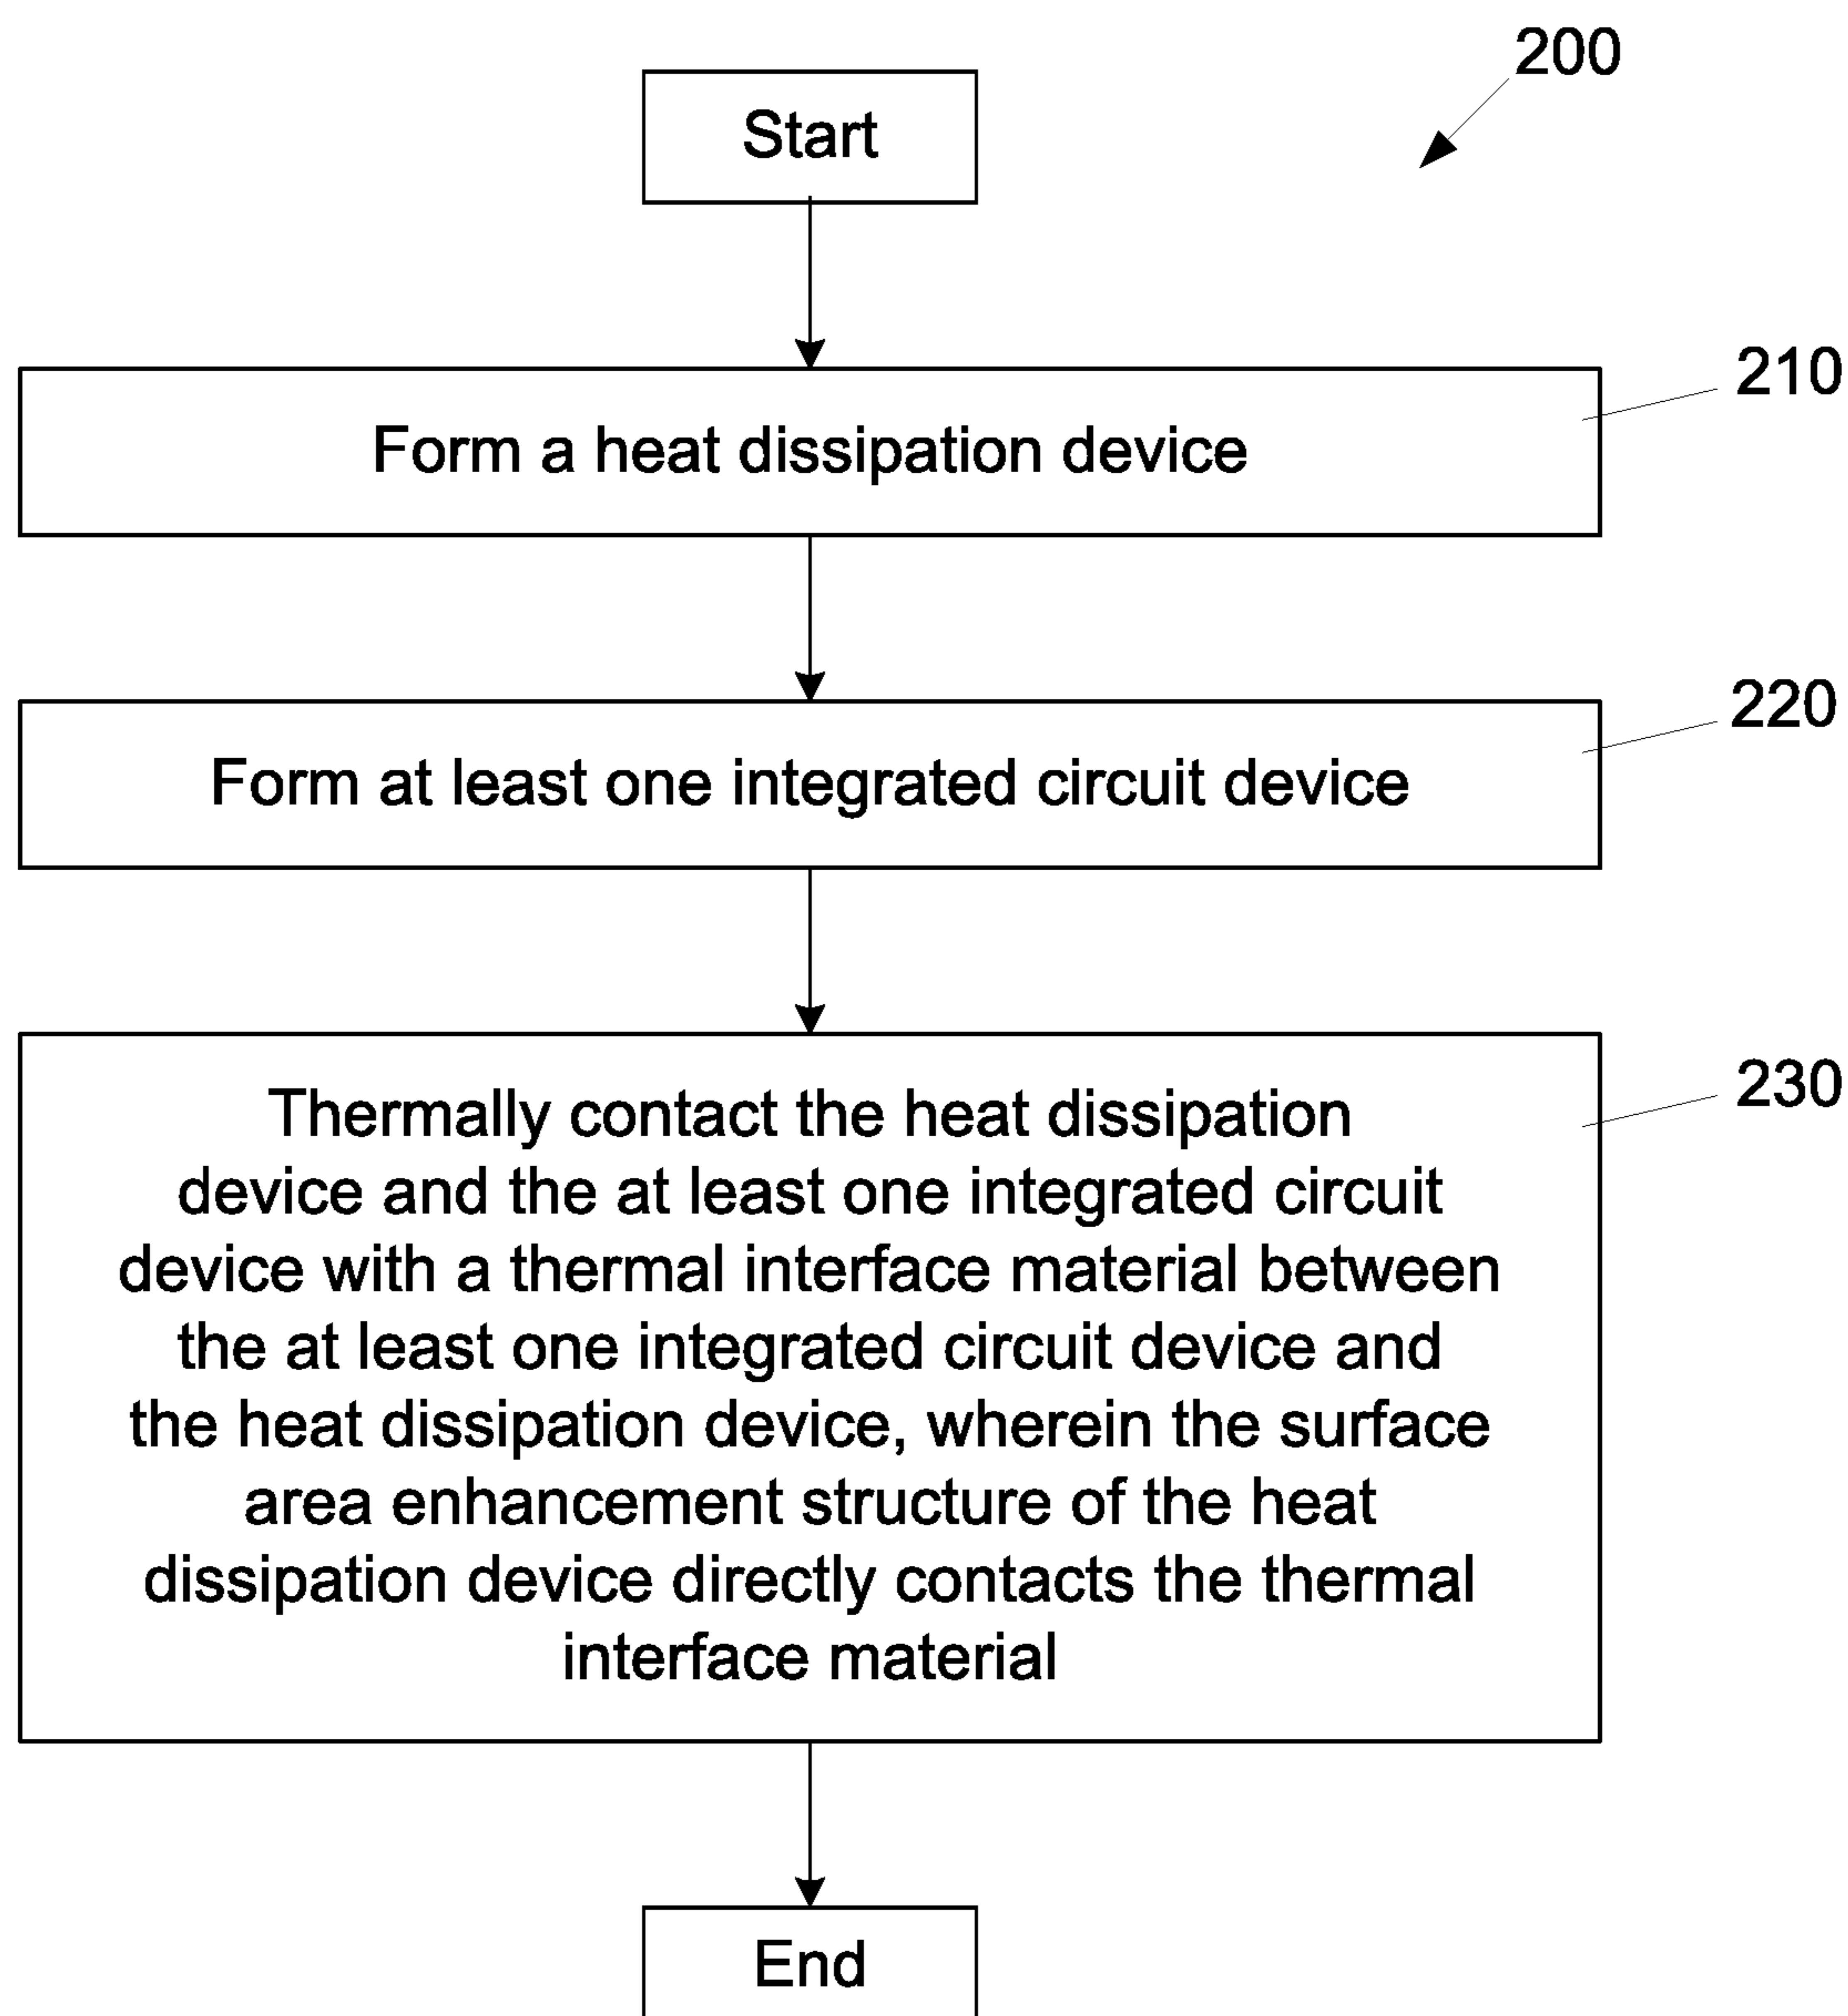 200
Start
210
Form a heat dissipation device
220
Form at least one integrated circuit device
230
Thermally contact the heat dissipation
device and the at least one integrated circuit
device with a thermal interface material between
the at least one integrated circuit device and
the heat dissipation device, wherein the surface
area enhancement structure of the heat
dissipation device directly contacts the thermal
interface material
End